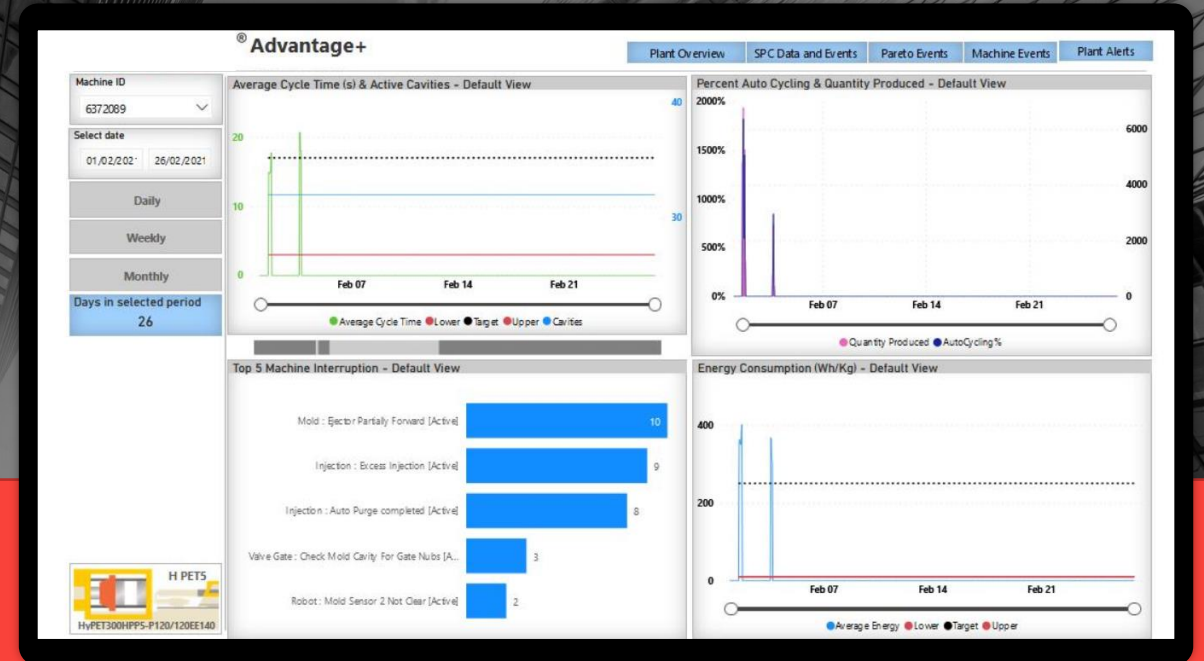 ® Advantage+
Plant Overview
SPC Data and Events
Pareto Events
Machine Events
Plant Alerts
Machine ID
6372089
Select date
01/02/202
26/02/2021
Daily
Weekly
Monthly
Days in selected period
26
H PET5
HyPET300HPPS-P120/120EE140
Average Cycle Time (s) & Active Cavities - Default View
40
20
10
30
0
Feb 07 Feb 14 Feb 21
Average Cycle Time Lower Target Upper Cavities
Percent Auto Cycling & Quantity Produced - Default View
2000%
6000
1500%
4000
1000%
2000
500%
0% 0
Feb 07 Feb 14 Feb 21
Quantity Produced AutoCycling%
Top 5 Machine Interruption - Default View
Mold : Ejector Partially Forward [Active] 10
Injection : Excess Injection [Active] 9
Injection : Auto Purge completed [Active] 8
Valve Gate : Check Mold Cavity For Gate Nubs [A... 3
Robot : Mold Sensor 2 Not Clear [Active] 2
Energy Consumption (Wh/Kg) - Default View
400
200
0
Feb 07 Feb 14 Feb 21
Average Energy Lower Target Upper